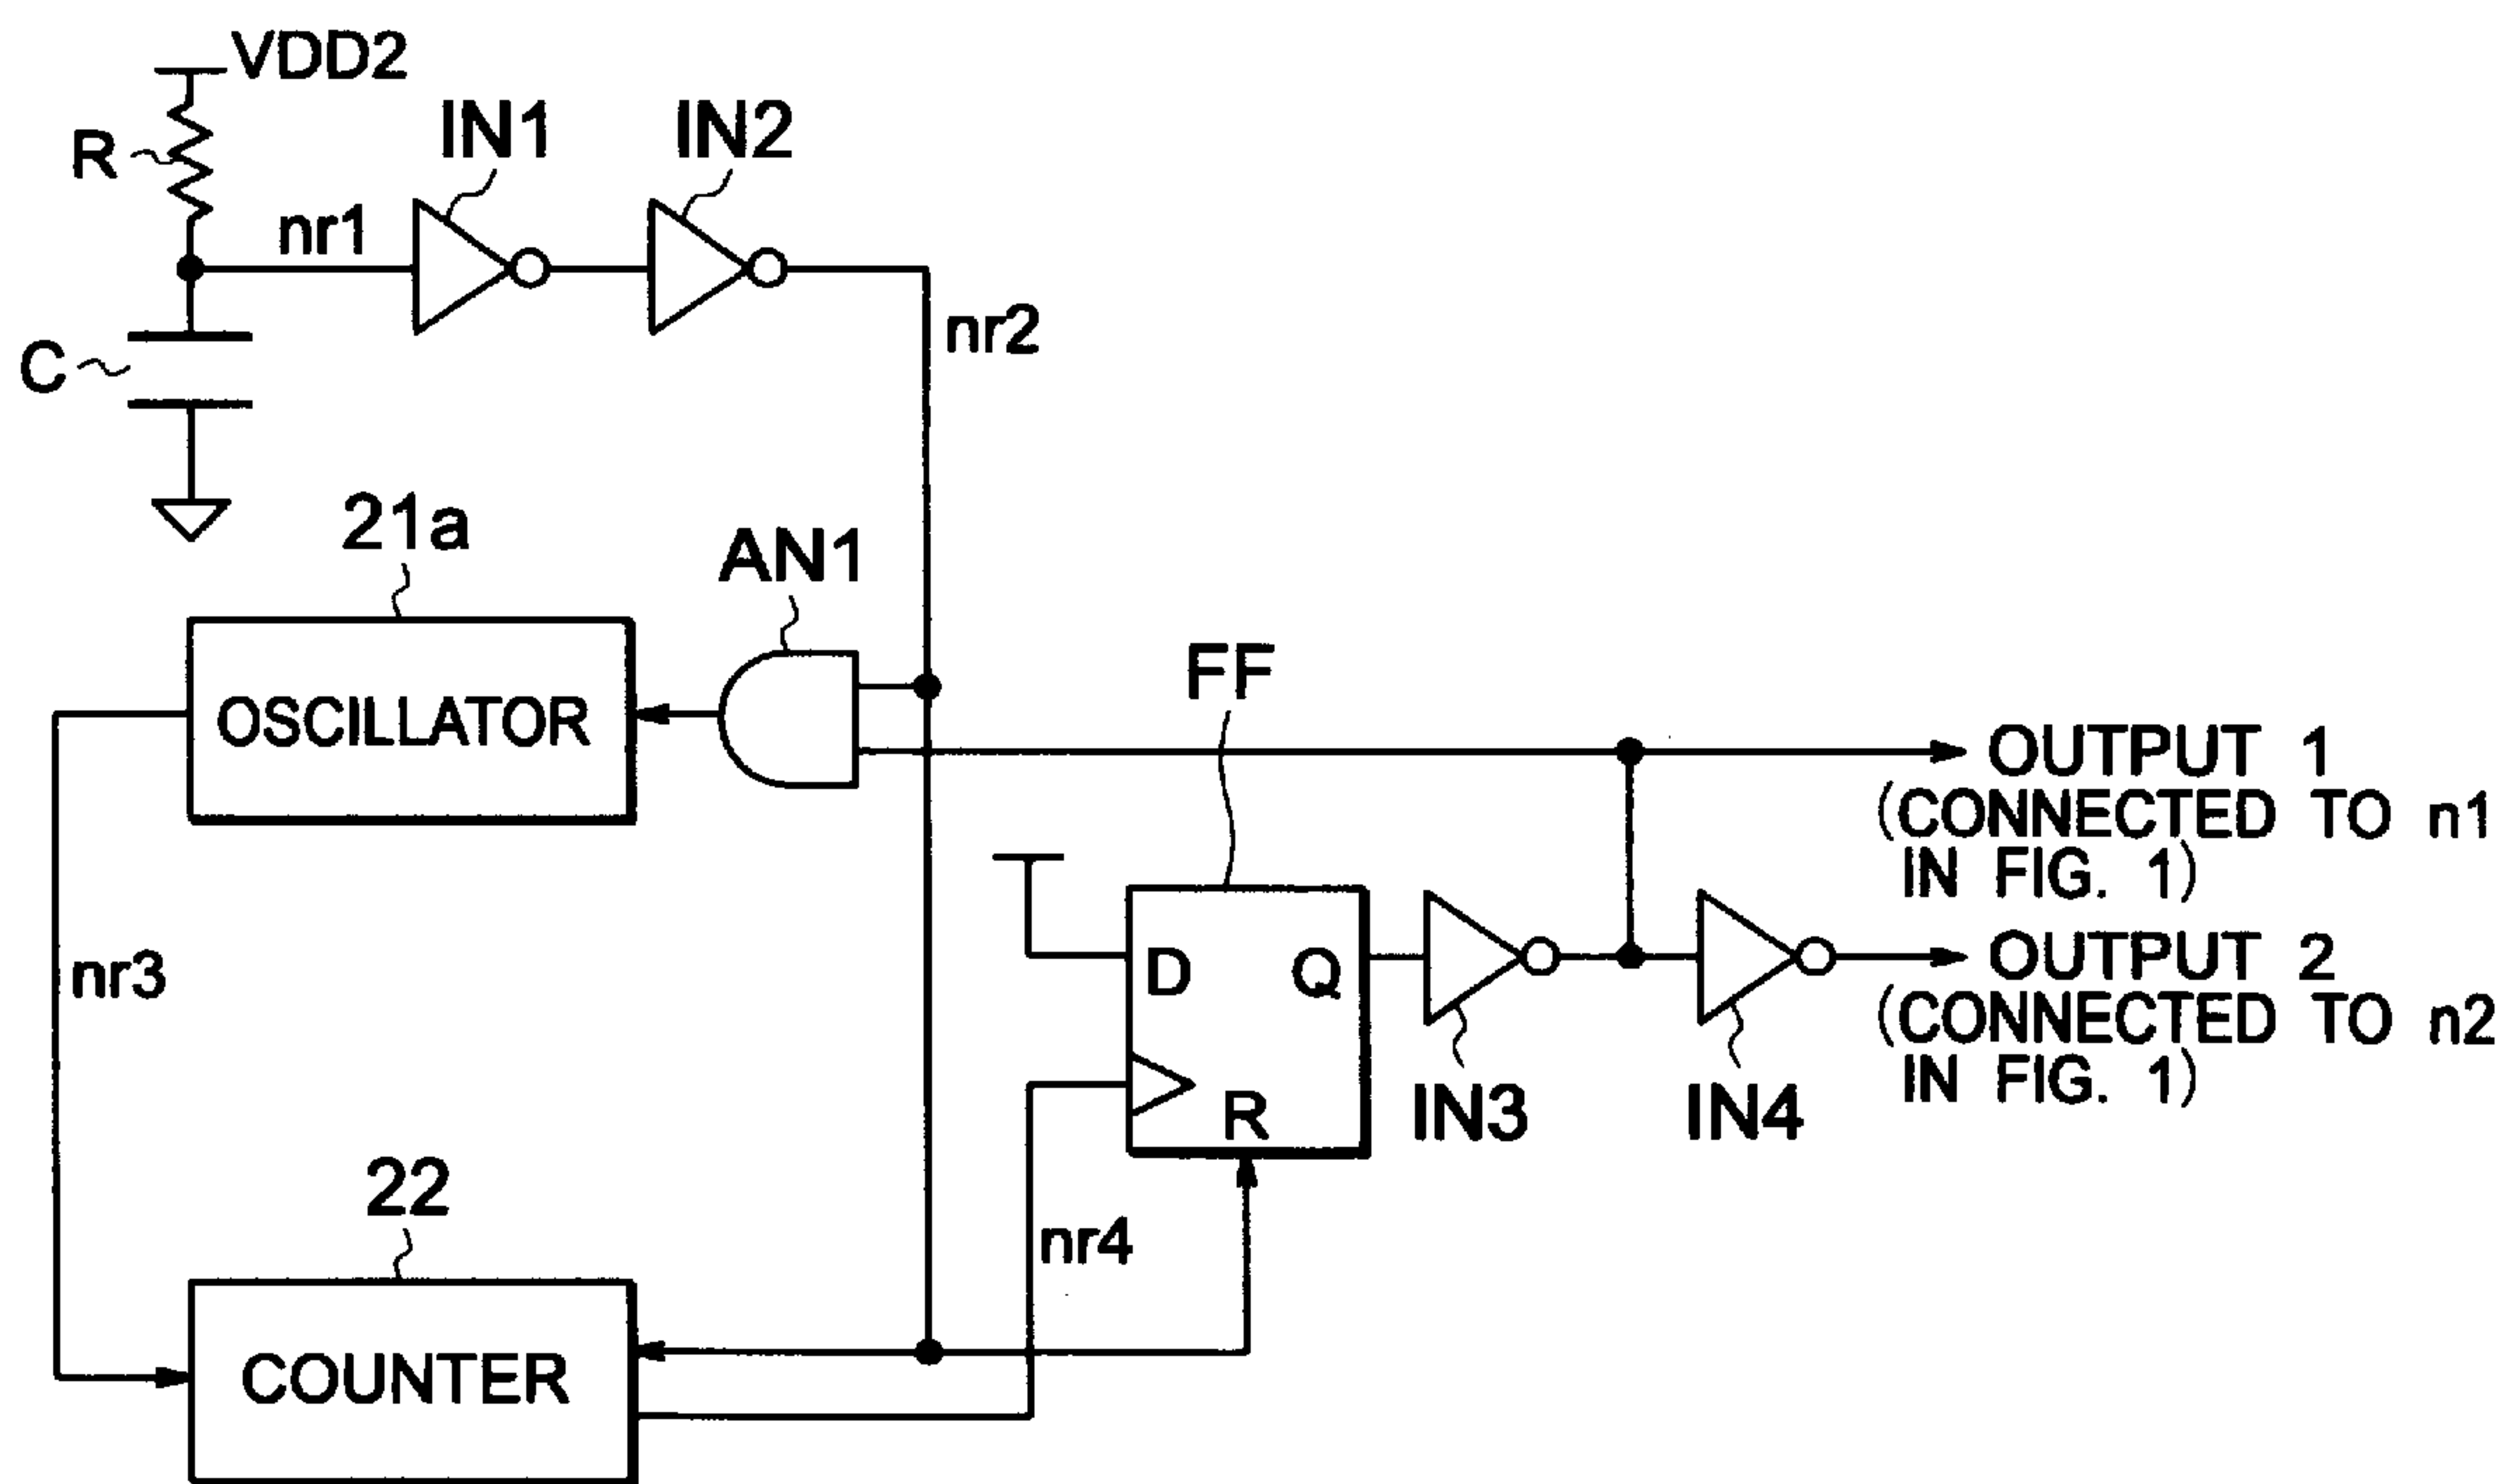 VDD2
R
IN1
IN2
nr1
nr2
C
21a
AN1
OSCILLATOR
FF
OUTPUT 1
(CONNECTED TO n1
IN FIG. 1)
D
Q
R
OUTPUT 2
(CONNECTED TO n2
IN FIG. 1)
nr3
IN3
IN4
22
nr4
COUNTER